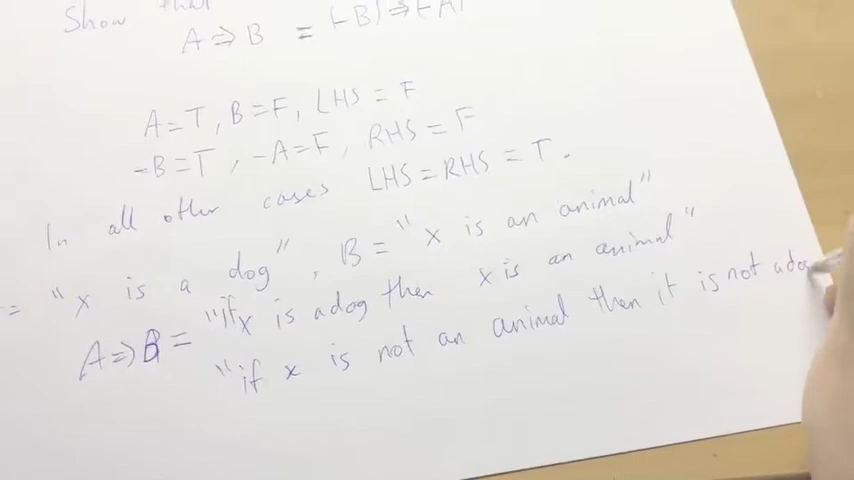 Show that
A ⇒ B = (-B) ⇒ (-A)
A = T, B = F, LHS = F
-B = T, -A = F, RHS = F
In all other cases LHS = RHS = T.
= "x is a dog", B = "x is an animal"
A ⇒ B = "if x is a dog then x is an animal"
"if x is not an animal then it is not a do